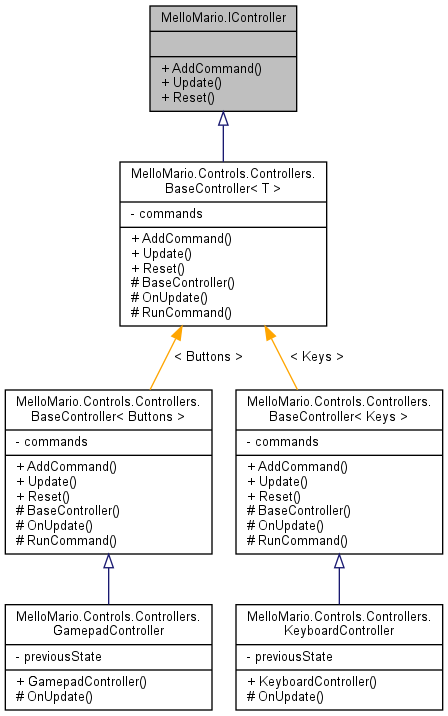 MelloMario.IController
+ AddCommand()
+ Update()
+ Reset()
MelloMario.Controls.Controllers.
BaseController< T >
- commands
+ AddCommand()
+ Update()
+ Reset()
# BaseController()
# OnUpdate()
# RunCommand()
< Buttons >
< Keys >
MelloMario.Controls.Controllers.
BaseController< Buttons >
- commands
+ AddCommand()
+ Update()
+ Reset()
# BaseController()
# OnUpdate()
# RunCommand()
MelloMario.Controls.Controllers.
BaseController< Keys >
- commands
+ AddCommand()
+ Update()
+ Reset()
# BaseController()
# OnUpdate()
# RunCommand()
MelloMario.Controls.Controllers.
GamepadController
- previousState
+ GamepadController()
# OnUpdate()
MelloMario.Controls.Controllers.
KeyboardController
- previousState
+ KeyboardController()
# OnUpdate()